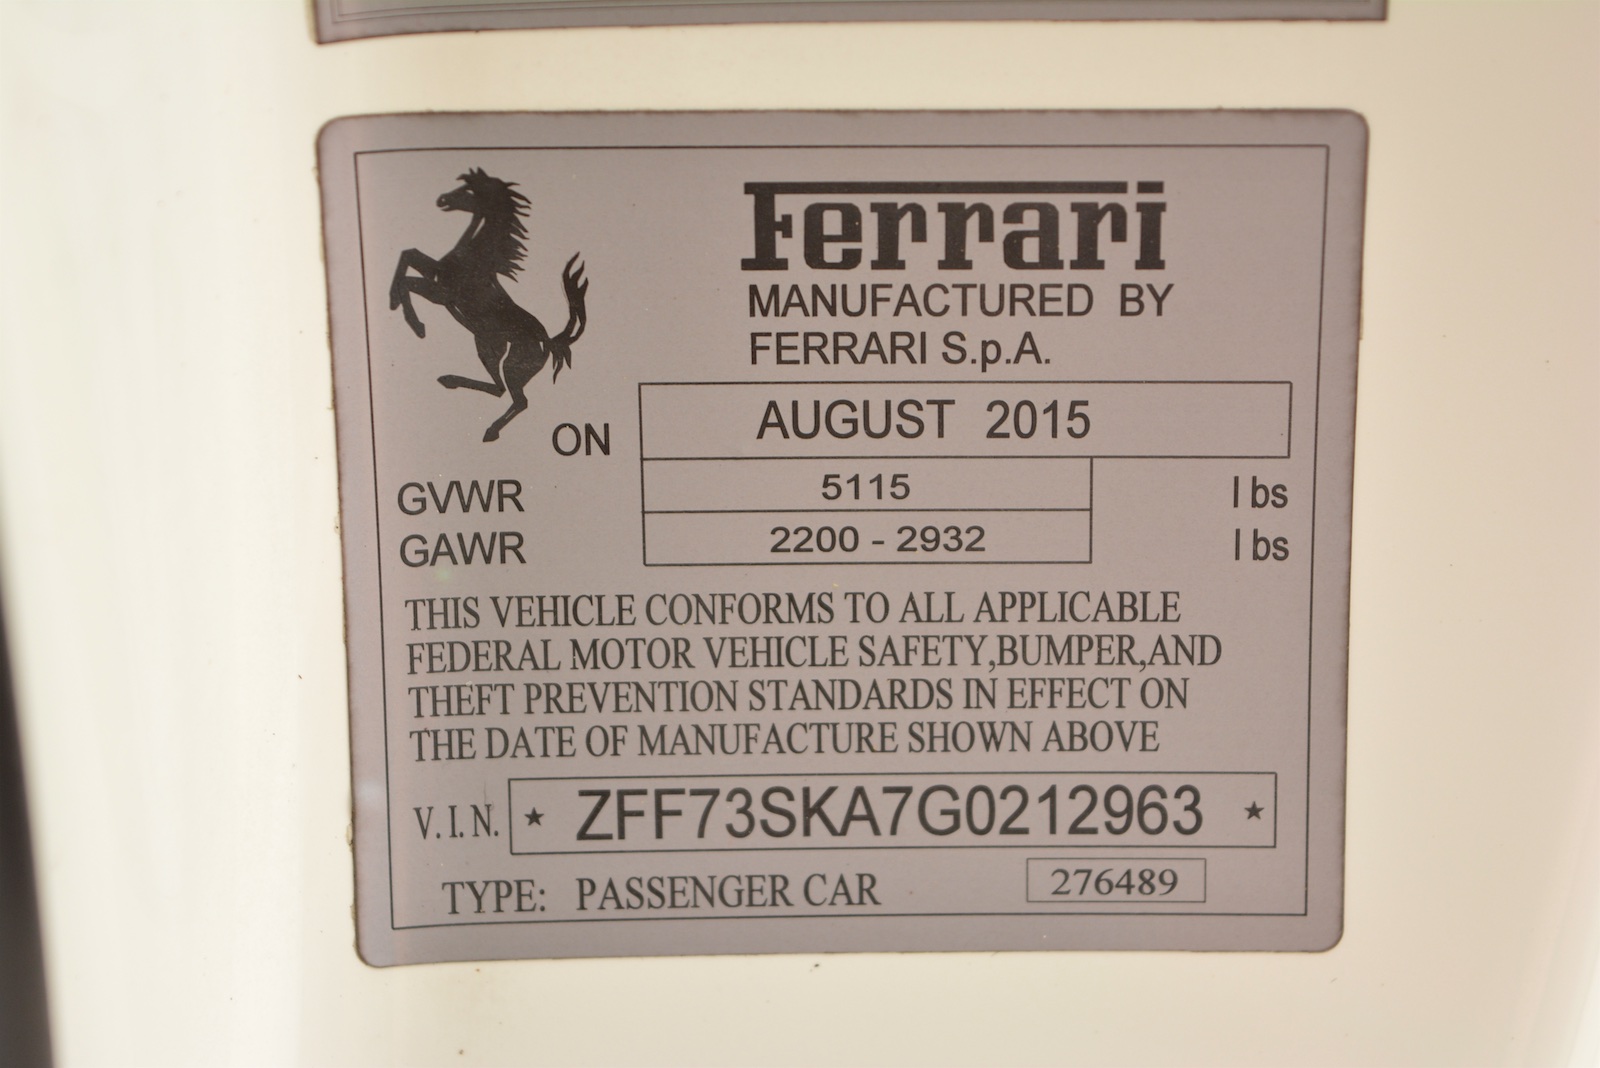 Ferrari
MANUFACTURED BY
FERRARI S.p.A.
ON AUGUST 2015
GVWR 5115 lbs
GAWR 2200 - 2932 lbs
THIS VEHICLE CONFORMS TO ALL APPLICABLE
FEDERAL MOTOR VEHICLE SAFETY,BUMPER,AND
THEFT PREVENTION STANDARDS IN EFFECT ON
THE DATE OF MANUFACTURE SHOWN ABOVE
V.I.N. ★ ZFF73SKA7G0212963 ★
TYPE: PASSENGER CAR 276489